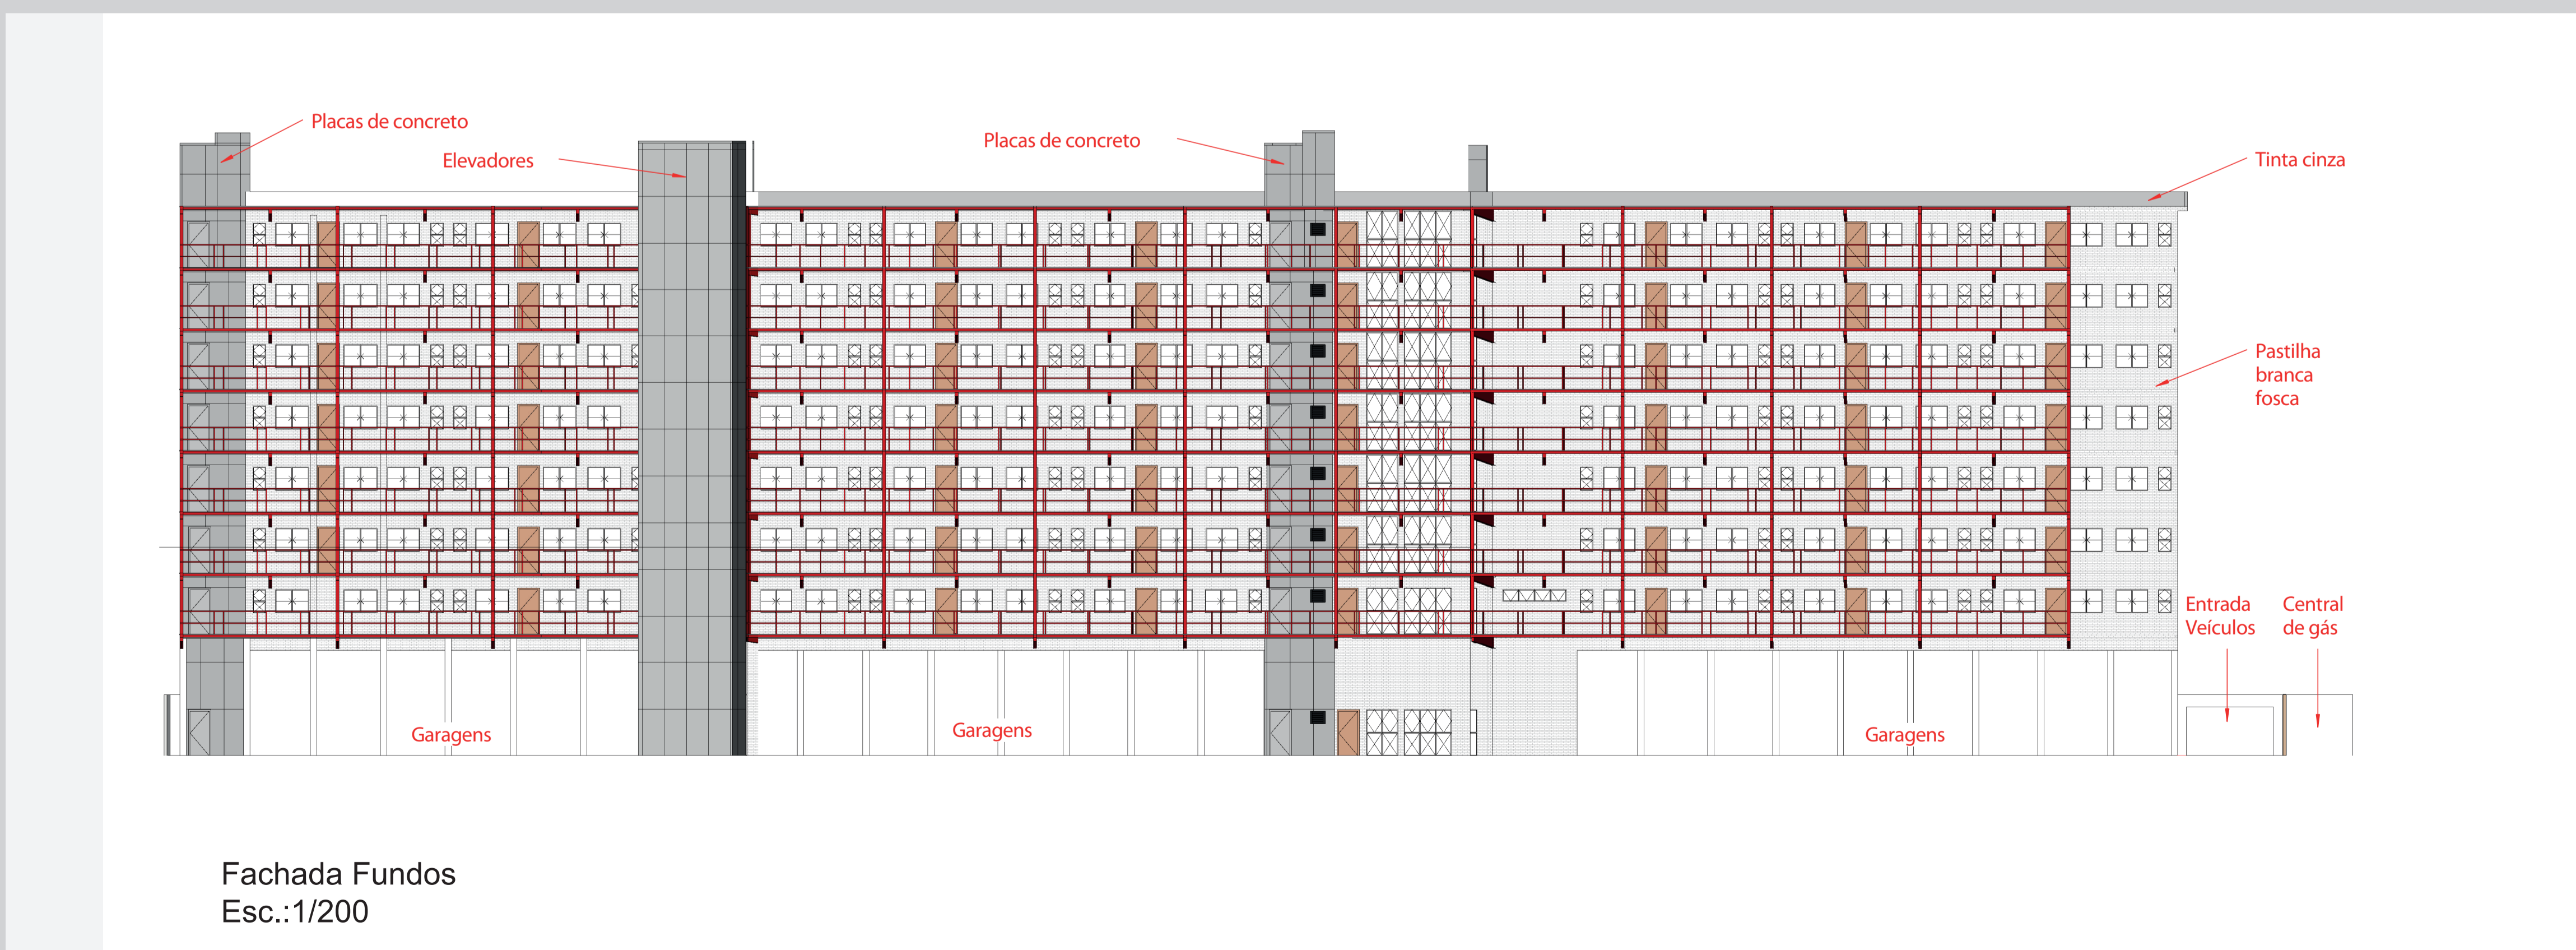 Placas de concreto
Elevadores
Placas de concreto
Tinta cinza
Pastilha
branca
fosca
Entrada
Veículos
Central
de gás
Garagens
Garagens
Garagens
Fachada Fundos
Esc.:1/200